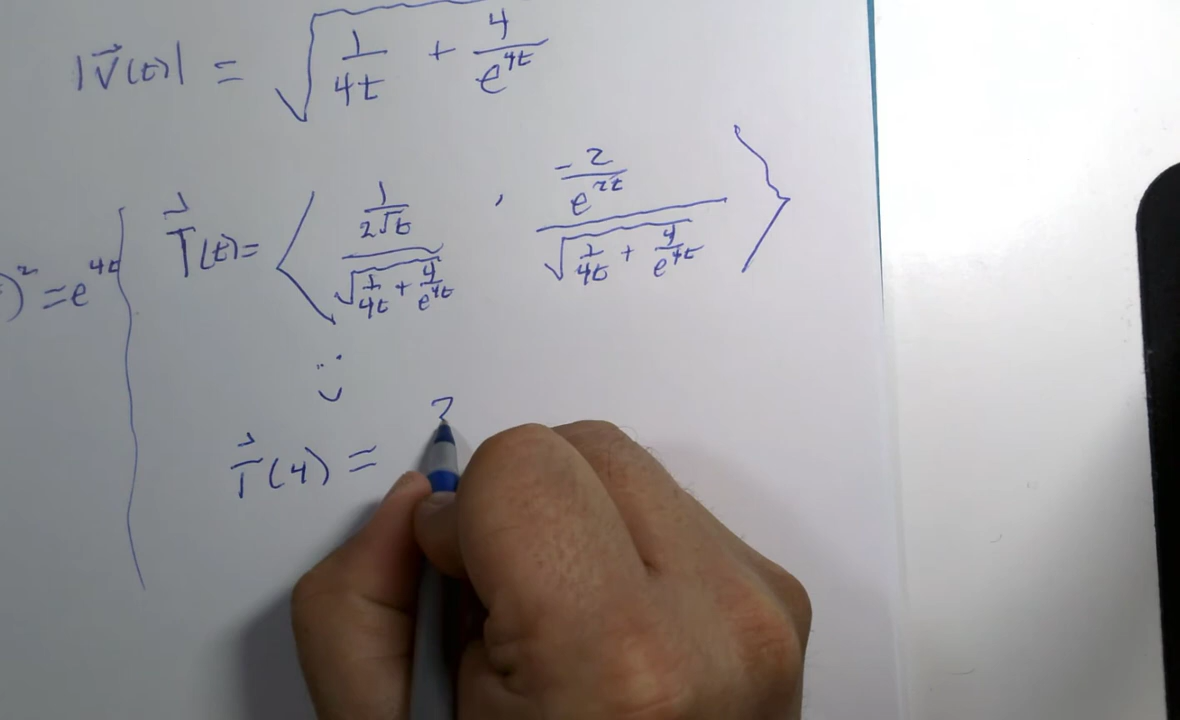 |v⃗(t)| = √(1/(4t) + 4/e^(4t))
)² = e^(4t)
T⃗(t) = ⟨ (1/(2√t)) / √(1/(4t) + 4/e^(4t)) , (-2/e^(2t)) / √(1/(4t) + 4/e^(4t)) ⟩
T⃗(4) =